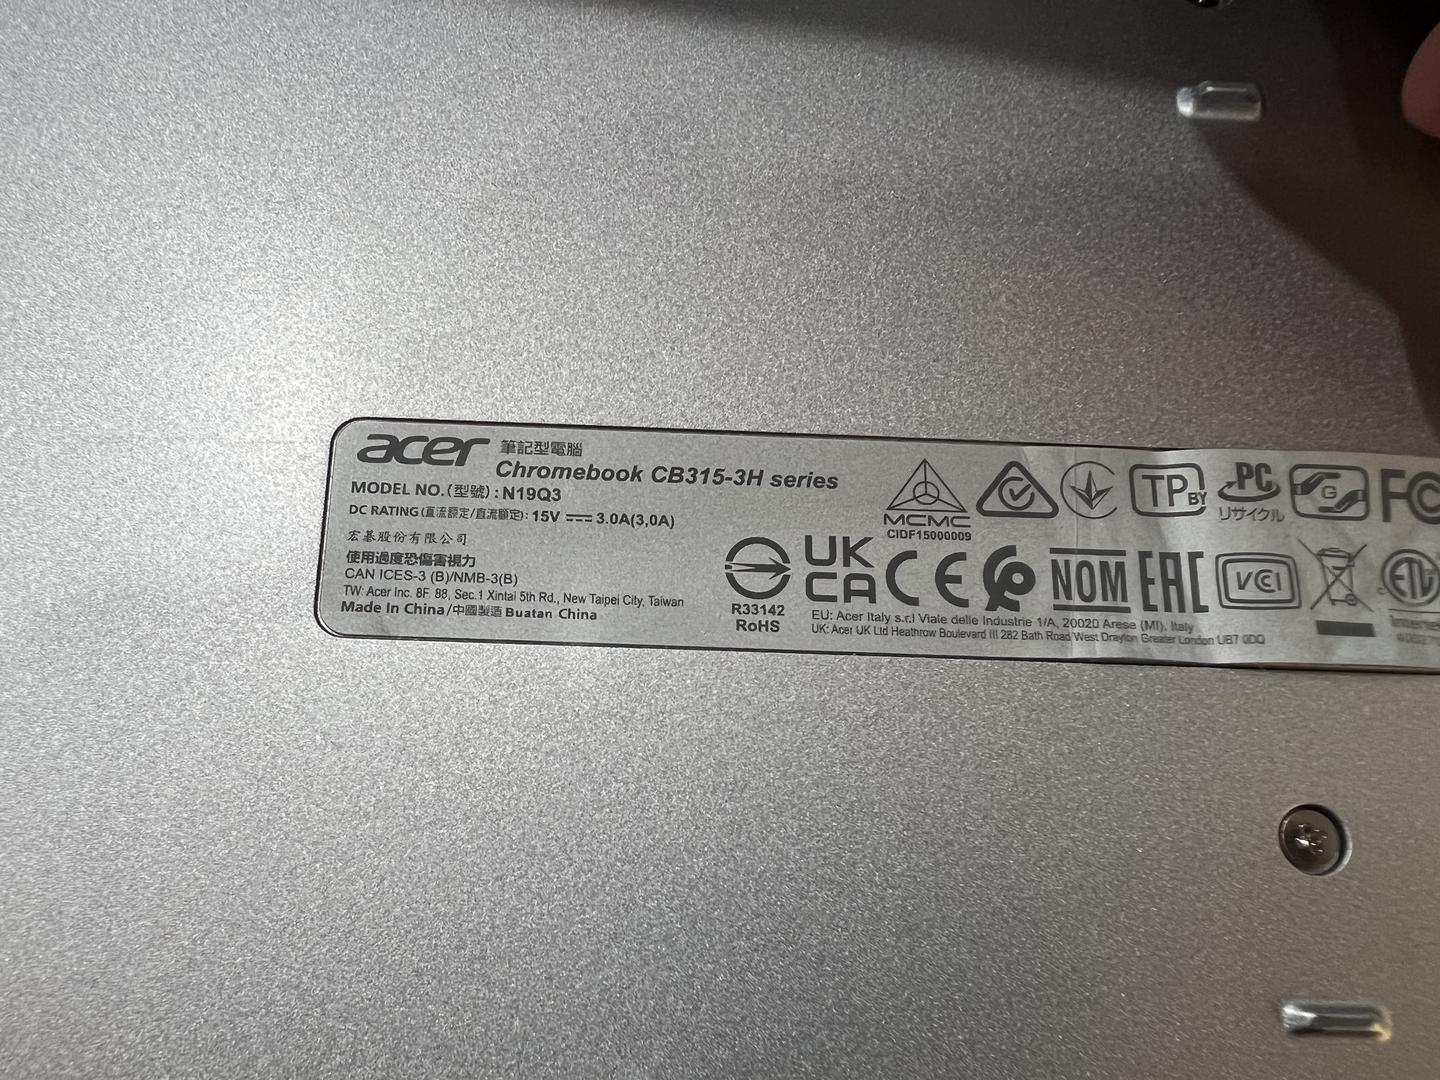 acer 筆記型電腦
Chromebook CB315-3H series
MODEL NO.(型號) : N19Q3
DC RATING (直流額定/直流額定): 15V 3.0A(3,0A)
宏碁股份有限公司
使用過度恐傷害視力
CAN ICES-3 (B)/NMB-3(B)
TW: Acer Inc. 8F. 88, Sec.1 Xintai 5th Rd., New Taipei City, Taiwan
Made In China/中國製造 Buatan China
MCMC
CIDF15000009
TP BY
PC
リサイクル
G
FC
R33142
RoHS
UK
CA
CE
NOM
EAC
VCI
ETL
EU: Acer Italy s.r.l Viale delle Industrie 1/A, 20020 Arese (MI), Italy
UK: Acer UK Ltd Heathrow Boulevard III 282 Bath Road West Drayton Greater London UB7 0DQ